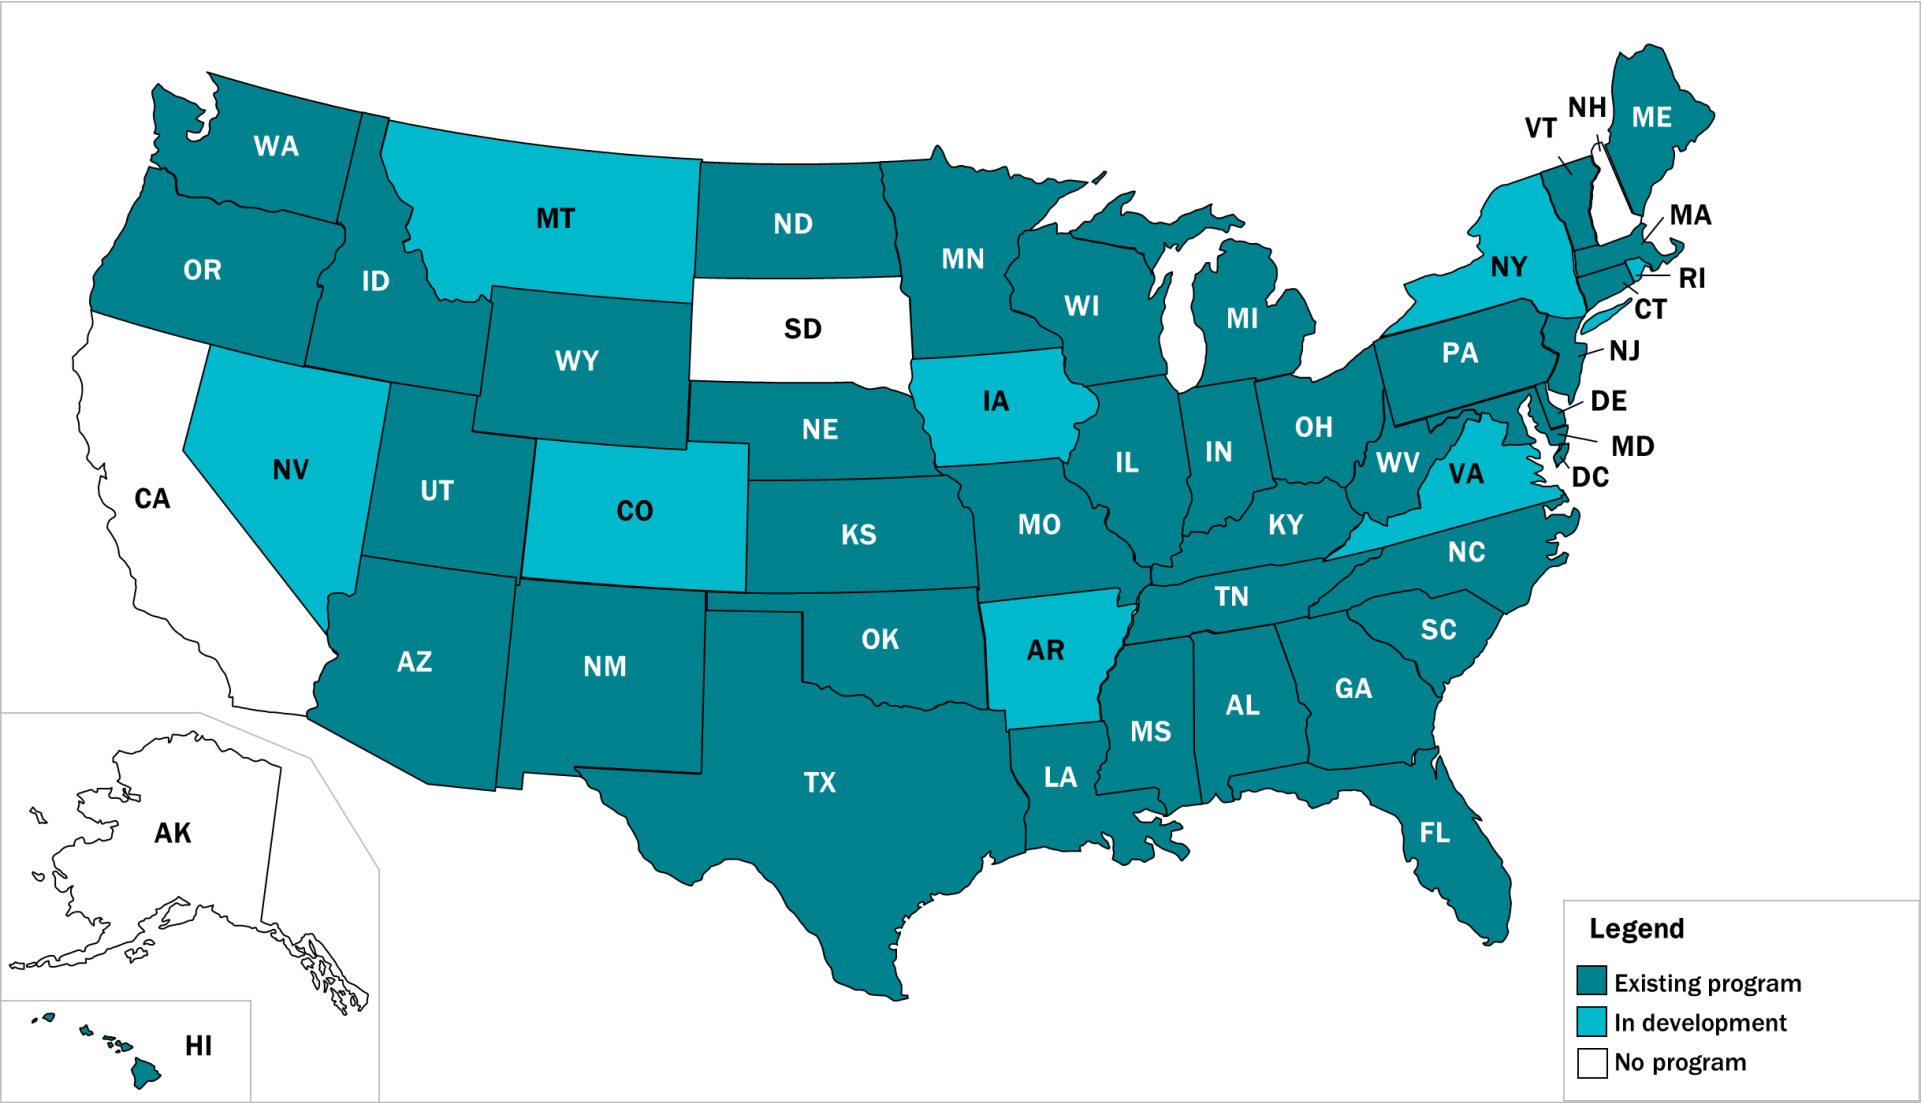 NH
ME
VT
WA
MA
MT
ND
MN
OR
NY
ID
RI
WI
CT
MI
SD
NJ
PA
WY
IA
DE
NE
OH
MD
IN
WV
IL
NV
VA
DC
UT
CA
CO
MO
KY
KS
NC
TN
SC
OK
AR
AZ
NM
GA
AL
MS
LA
TX
AK
FL
HI
Legend
Existing program
In development
No program